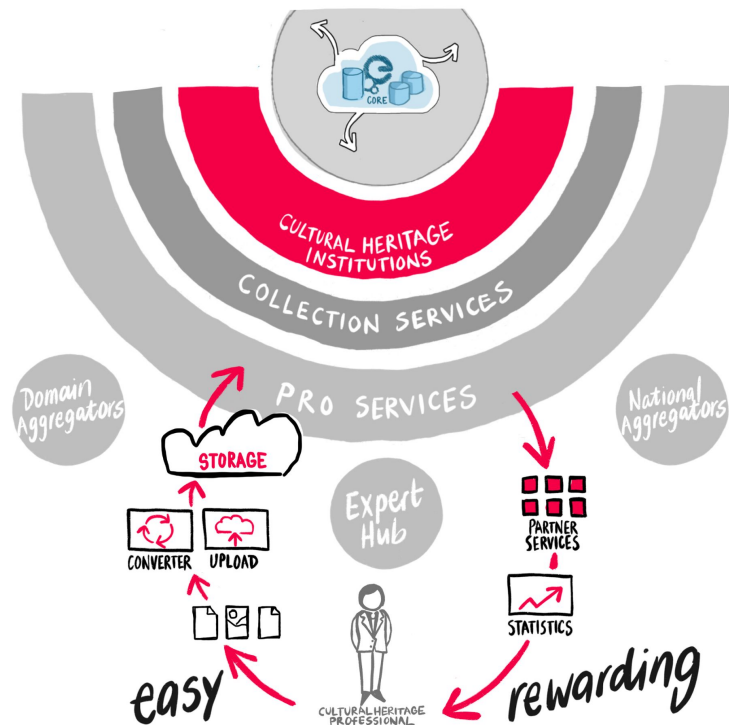 CORE
CULTURAL HERITAGE
INSTITUTIONS
COLLECTION SERVICES
PRO SERVICES
Domain
Aggregators
National
Aggregators
STORAGE
Expert
Hub
CONVERTER
UPLOAD
PARTNER
SERVICES
STATISTICS
easy
rewarding
CULTURAL HERITAGE
PROFESSIONAL